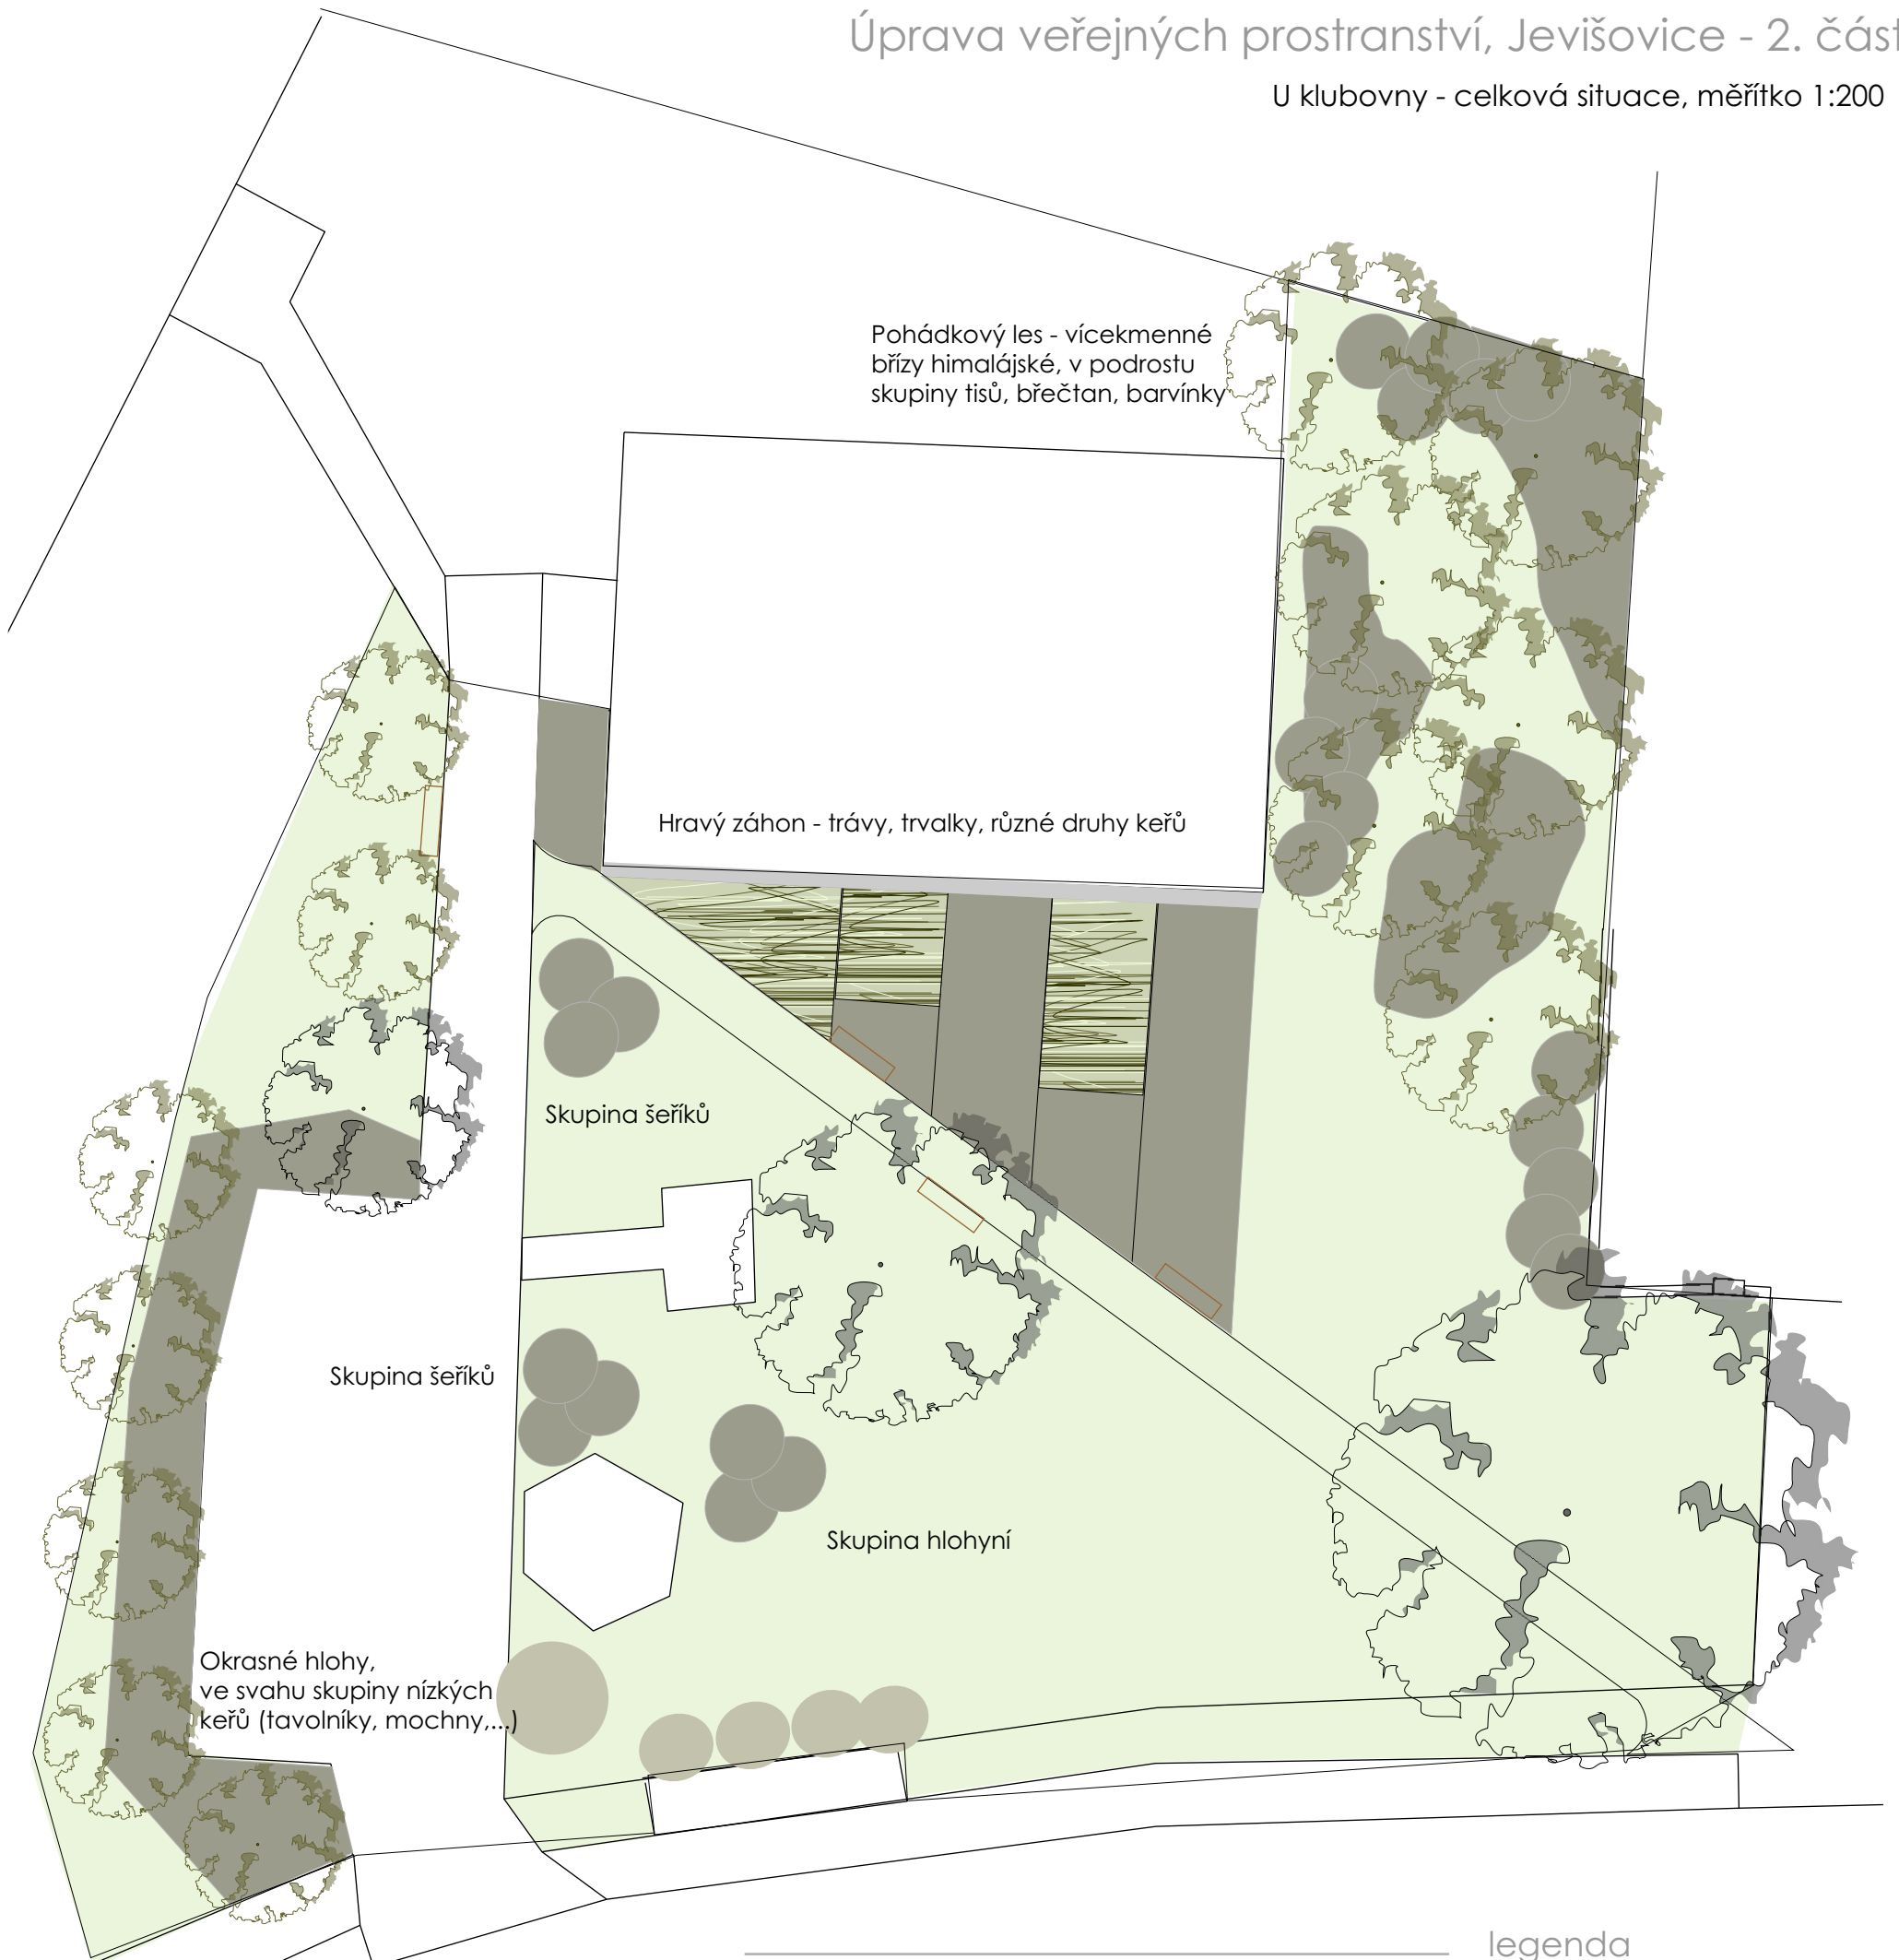 Úprava veřejných prostranství, Jevišovice - 2. část
U klubovny - celková situace, měřítko 1:200
Pohádkový les - vícekmenné
břízy himalájské, v podrostu
skupiny tisů, břečtan, barvínky
Hravý záhon - trávy, trvalky, různé druhy keřů
Skupina šeříků
Skupina šeříků
Skupina hlohyní
Okrasné hlohy,
ve svahu skupiny nízkých
keřů (tavolníky, mochny,...)
legenda